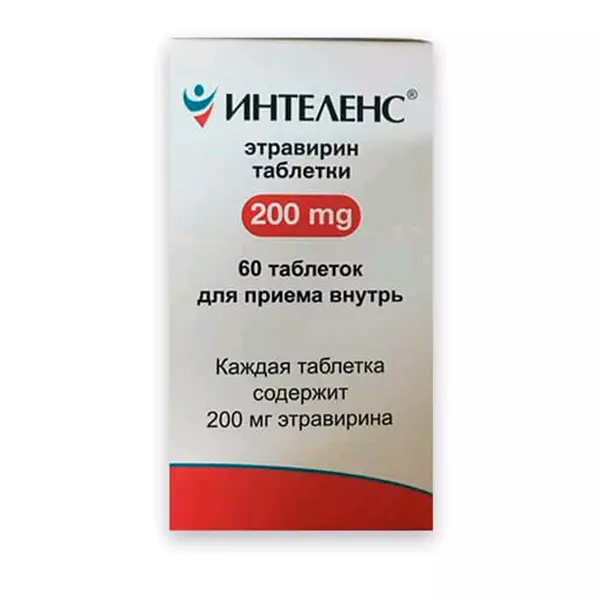 ИНТЕЛЕНС®
этравирин
таблетки
200 mg
60 таблеток
для приема внутрь
Каждая таблетка
содержит
200 мг этравирина